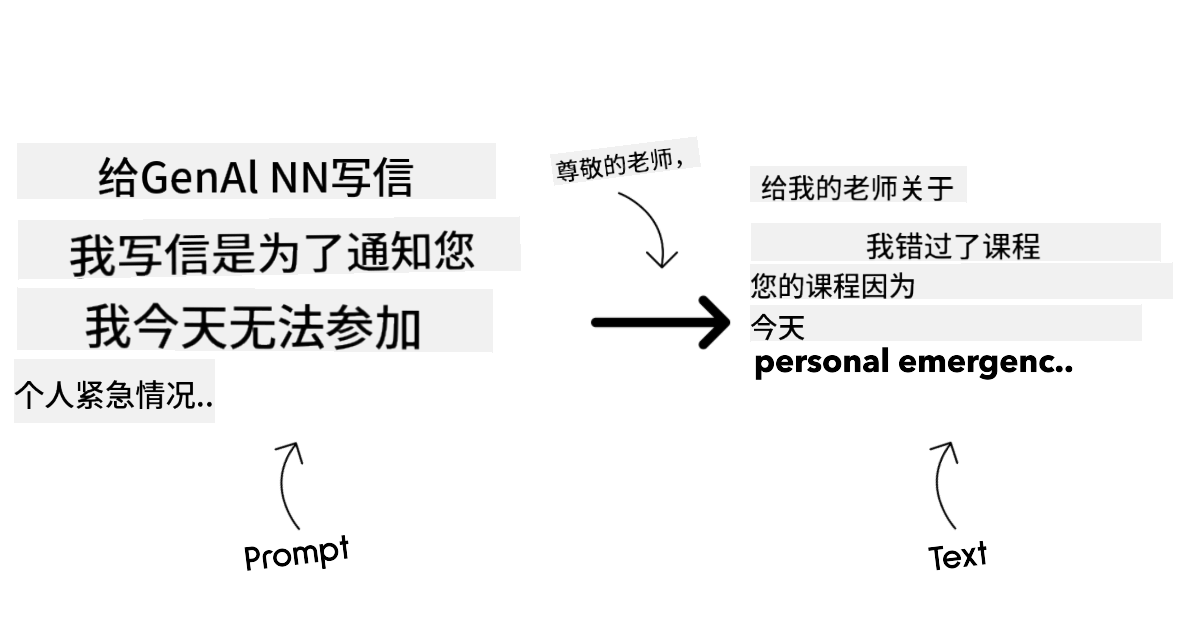 给GenAl NN写信
我写信是为了通知您
我今天无法参加
个人紧急情况..
Prompt
尊敬的老师，
给我的老师关于
我错过了课程
您的课程因为
今天
personal emergenc..
Text